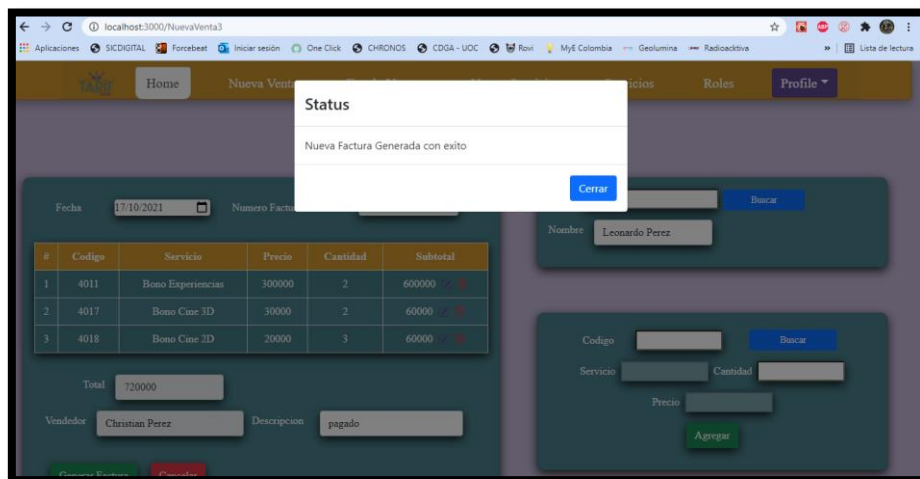 localhost:3000/NuevaVenta3
Aplicaciones SICDIGITAL Forcebeat Iniciar sesión One Click CHRONOS CDGA - UOC Rovi MyE Colombia Geolumina Radioacktiva » Lista de lectura
TARIF Home Nueva Venta Roles Profile
Status
Nueva Factura Generada con exito
Cerrar
Fecha 17/10/2021 Numero Factu
Buscar
Nombre Leonardo Perez
# Codigo Servicio Precio Cantidad Subtotal
1 4011 Bono Experiencias 300000 2 600000
2 4017 Bono Cine 3D 30000 2 60000
3 4018 Bono Cine 2D 20000 3 60000
Codigo Buscar
Servicio Cantidad
Precio
Agregar
Total 720000
Vendedor Christian Perez Descripcion pagado
Generar Factura Cancelar